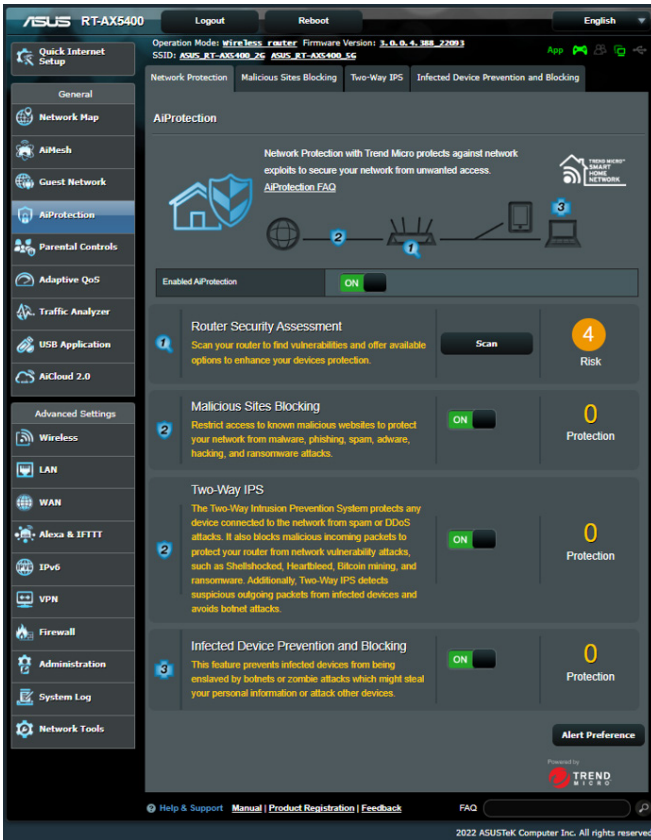 ASUS RT-AX5400 Logout Reboot English
Quick Internet
Setup
General
Network Map
AiMesh
Guest Network
AiProtection
Parental Controls
Adaptive QoS
Traffic Analyzer
USB Application
AiCloud 2.0
Advanced Settings
Wireless
LAN
WAN
Alexa & IFTTT
IPv6
VPN
Firewall
Administration
System Log
Network Tools
Operation Mode: Wireless router Firmware Version: 3.0.0.4.388_22093
SSID: ASUS_RT-AX5400_2G ASUS_RT-AX5400_5G
App
Network Protection Malicious Sites Blocking Two-Way IPS Infected Device Prevention and Blocking
AiProtection
Network Protection with Trend Micro protects against network
exploits to secure your network from unwanted access.
AiProtection FAQ
TREND MICRO™
SMART
HOME
NETWORK
2
1
3
Enabled AiProtection ON
1
Router Security Assessment
Scan your router to find vulnerabilities and offer available
options to enhance your devices protection.
Scan
4
Risk
2
Malicious Sites Blocking
Restrict access to known malicious websites to protect
your network from malware, phishing, spam, adware,
hacking, and ransomware attacks.
ON
0
Protection
2
Two-Way IPS
The Two-Way Intrusion Prevention System protects any
device connected to the network from spam or DDoS
attacks. It also blocks malicious incoming packets to
protect your router from network vulnerability attacks,
such as Shellshocked, Heartbleed, Bitcoin mining, and
ransomware. Additionally, Two-Way IPS detects
suspicious outgoing packets from infected devices and
avoids botnet attacks.
ON
0
Protection
3
Infected Device Prevention and Blocking
This feature prevents infected devices from being
enslaved by botnets or zombie attacks which might steal
your personal information or attack other devices.
ON
0
Protection
Alert Preference
Powered by
TREND
MICRO
Help & Support Manual | Product Registration | Feedback FAQ
2022 ASUSTeK Computer Inc. All rights reserved